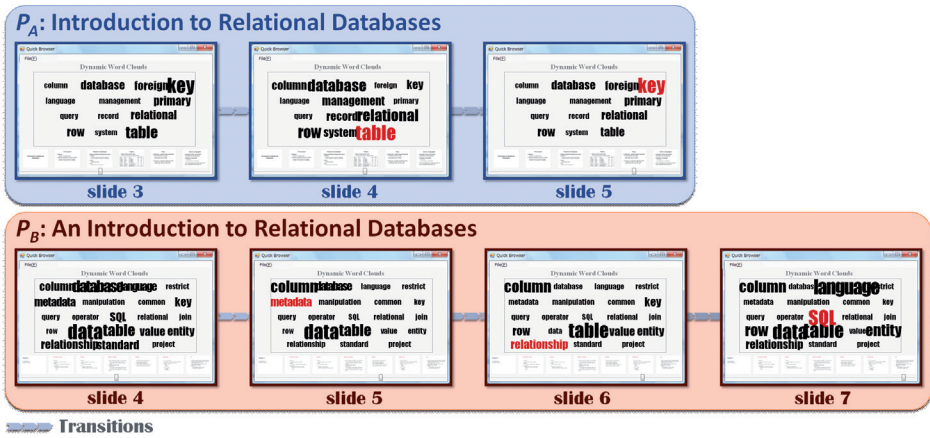 P_A: Introduction to Relational Databases
Quick Browser
File(F)
Dynamic Word Clouds
column database foreign key
language management primary
query record relational
row system table
slide 3
Quick Browser
File(F)
Dynamic Word Clouds
column database foreign key
language management primary
query record relational
row system table
slide 4
Quick Browser
File(F)
Dynamic Word Clouds
column database foreign key
language management primary
query record relational
row system table
slide 5
P_B: An Introduction to Relational Databases
Quick Browser
File(F)
Dynamic Word Clouds
column database language restrict
metadata manipulation common key
query operator SQL relational join
row data table value entity
relationship standard project
slide 4
Quick Browser
File(F)
Dynamic Word Clouds
column database language restrict
metadata manipulation common key
query operator SQL relational join
row data table value entity
relationship standard project
slide 5
Quick Browser
File(F)
Dynamic Word Clouds
column database language restrict
metadata manipulation common key
query operator SQL relational join
row data table value entity
relationship standard project
slide 6
Quick Browser
File(F)
Dynamic Word Clouds
column database language restrict
metadata manipulation common key
query operator SQL relational join
row data table value entity
relationship standard project
slide 7
Transitions